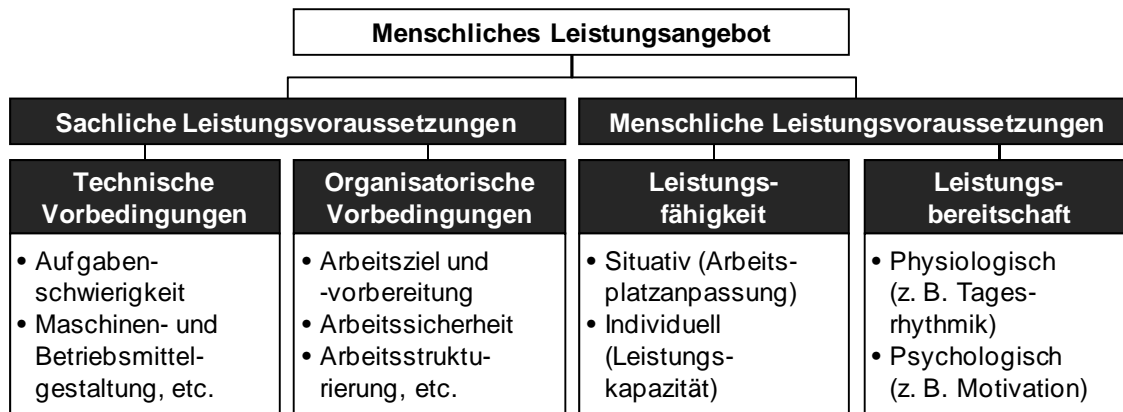 Menschliches Leistungsangebot
Sachliche Leistungsvoraussetzungen
Menschliche Leistungsvoraussetzungen
Technische
Vorbedingungen
Organisatorische
Vorbedingungen
Leistungs-
fähigkeit
Leistungs-
bereitschaft
• Aufgaben-
schwierigkeit
• Maschinen- und
Betriebsmittel-
gestaltung, etc.
• Arbeitsziel und
-vorbereitung
• Arbeitssicherheit
• Arbeitsstruktu-
rierung, etc.
• Situativ (Arbeits-
platzanpassung)
• Individuell
(Leistungs-
kapazität)
• Physiologisch
(z. B. Tages-
rhythmik)
• Psychologisch
(z. B. Motivation)